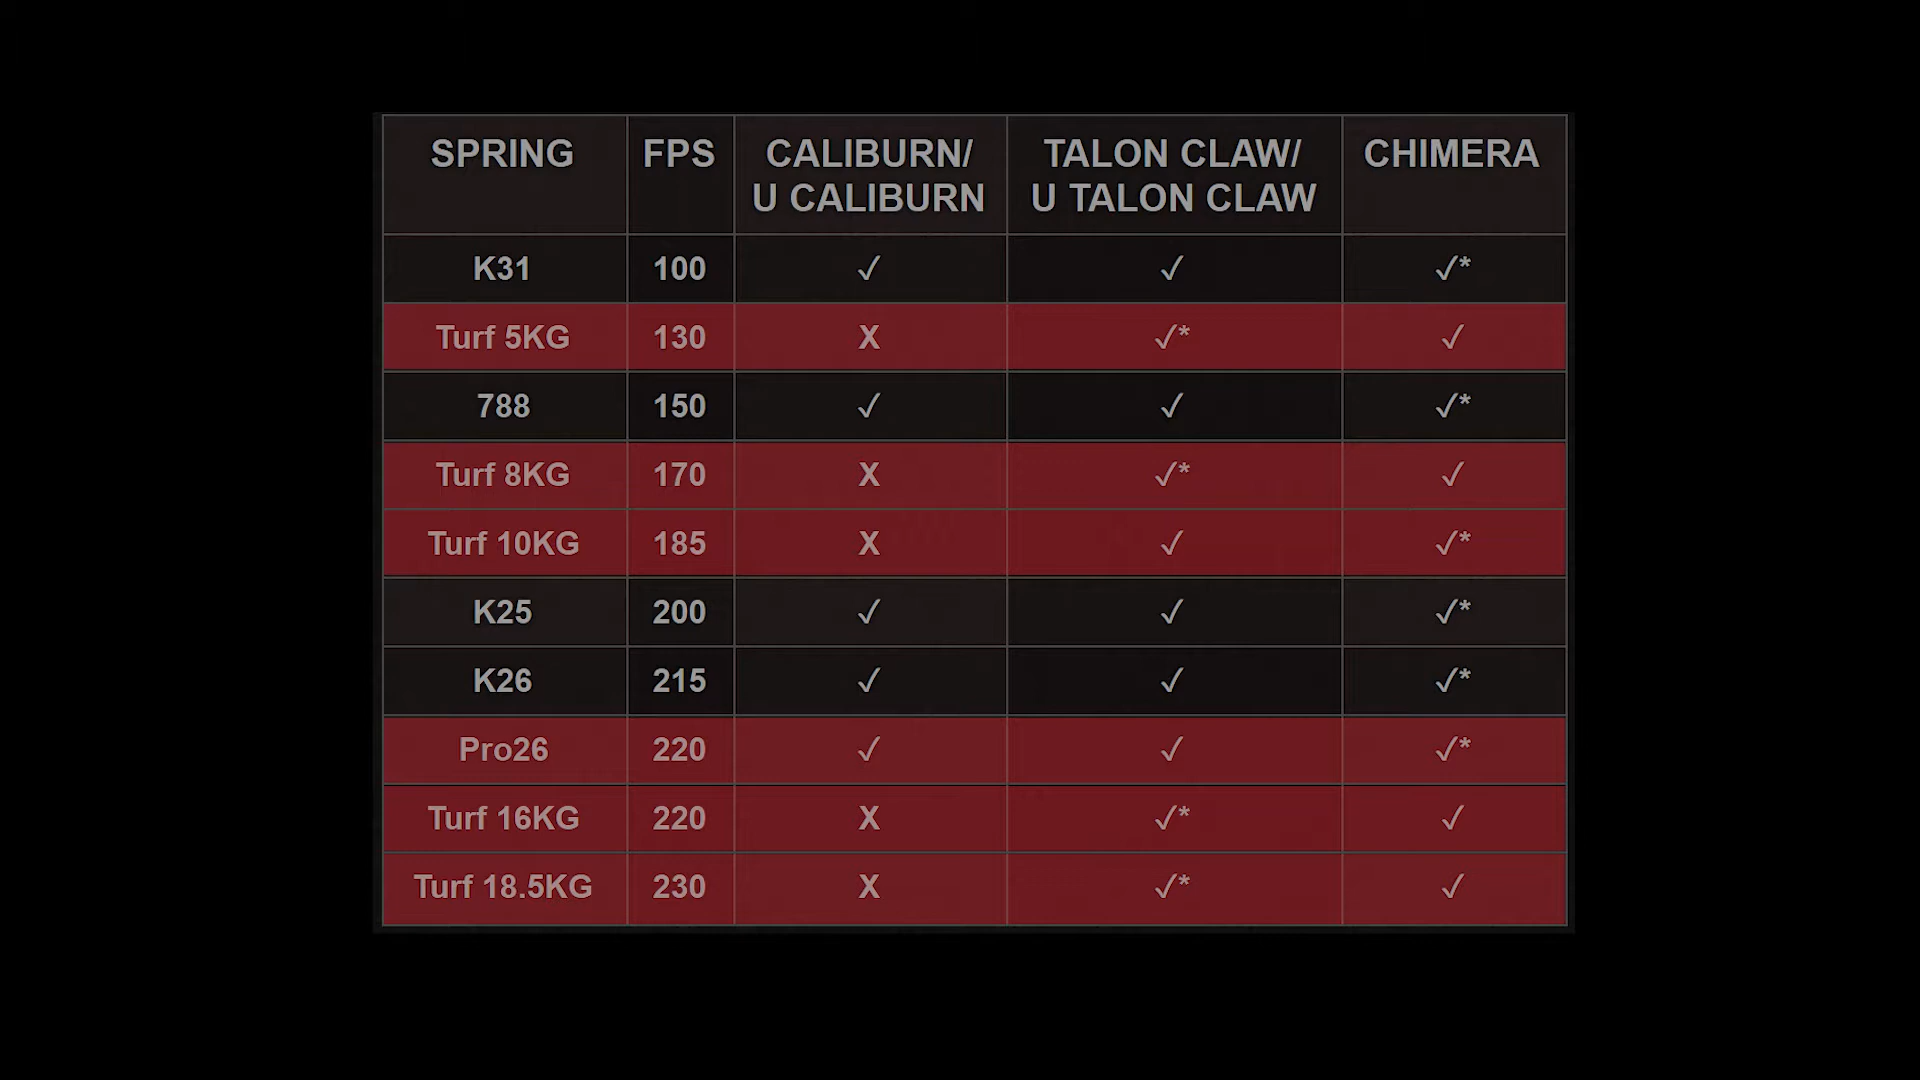 SPRING FPS CALIBURN/ TALON CLAW/ CHIMERA
U CALIBURN U TALON CLAW
K31 100 ✓ ✓ ✓*
Turf 5KG 130 X ✓* ✓
788 150 ✓ ✓ ✓*
Turf 8KG 170 X ✓* ✓
Turf 10KG 185 X ✓ ✓*
K25 200 ✓ ✓ ✓*
K26 215 ✓ ✓ ✓*
Pro26 220 ✓ ✓ ✓*
Turf 16KG 220 X ✓* ✓
Turf 18.5KG 230 X ✓* ✓